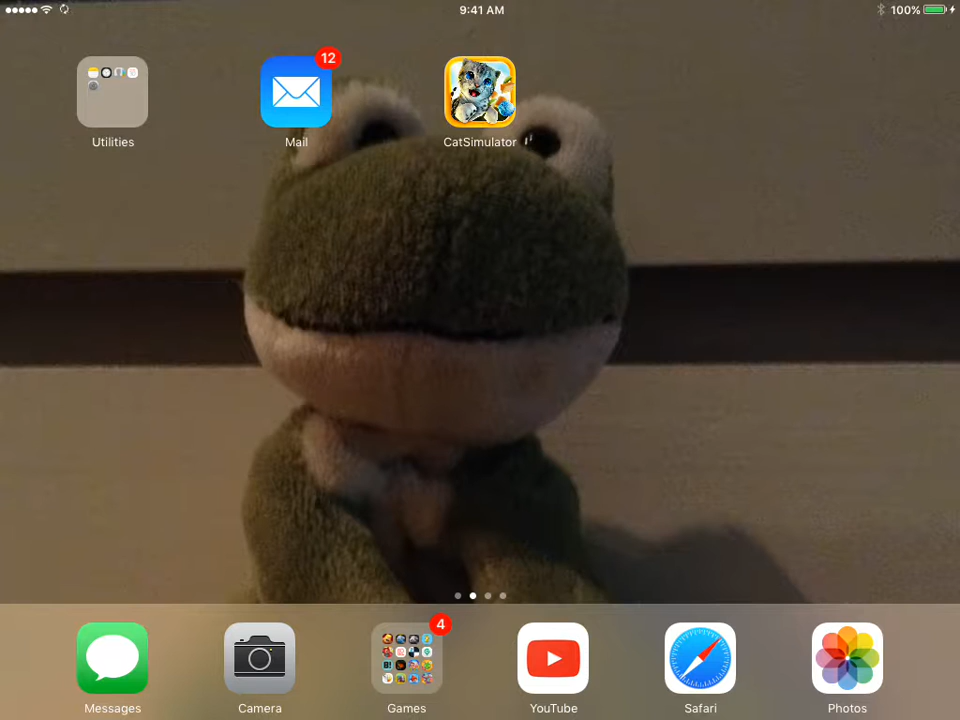 9:41 AM
100%
12
Utilities
Mail
CatSimulator
4
Messages
Camera
Games
YouTube
Safari
Photos